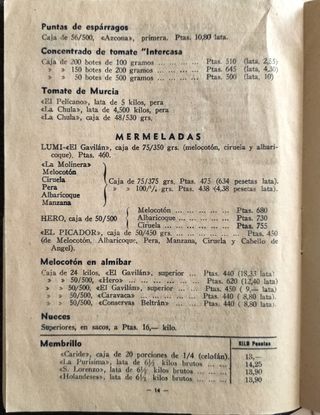 Puntas de espárragos
Caja de 56/500, «Azcona», primera. Ptas. 10,80 lata.
Concentrado de tomate "Intercasa
Caja de 200 botes de 100 gramos ... ... ... ... Ptas. 510 (lata, 2,55)
» » 150 botes de 200 gramos ... ... ... ... » 645 (lata, 4,30)
» » 50 botes de 500 gramos ... ... ... ... » 500 (lata, 10)
Tomate de Murcia
«El Pelícano», lata de 5 kilos, pera
«La Chula», lata de 4,500 kilos, pera
«La Chula», caja de 48/530 grs.
MERMELADAS
LUMI-«El Gavilán», caja de 75/350 grs. (melocotón, ciruela y albari-
coque). Ptas. 460.
«La Molinera»
Melocotón
Ciruela
Pera
Albaricoque
Manzana
Caja de 75/375 grs. Ptas. 475 (6,34 pesetas lata).
» » 100/¼ grs. Ptas. 438 (4,38 pesetas lata).
HERO, caja de 50/500
Melocotón ... ... ... ... ... Ptas. 680
Albaricoque ... ... ... ... ... Ptas. 730
Ciruela ... ... ... ... ... Ptas. 755
«EL PICADOR», caja de 50/450 grs. ... ... ... ... ... Ptas. 450
(de Melocotón, Albaricoque, Pera, Manzana, Ciruela y Cabello de
Angel).
Melocotón en almíbar
Caja de 24 kilos, «El Gavilán», superior ... Ptas. 440 (18,33 lata)
» » 50/500, «Hero» ... ... ... ... ... Ptas. 620 (12,40 lata)
» » 50/500, «El Gavilán», superior ... Ptas. 450 ( 9,— lata)
» » 50/500, «Caravaca» ... ... ... ... Ptas. 440 ( 8,80 lata).
» » 50/500, «Conservas Beltrán» ... Ptas. 440 ( 8,80 lata).
Nueces
Superiores, en sacos, a Ptas. 16,— kilo.
Membrillo
KILO Pesetas
«Caride», caja de 20 porciones de 1/4 (celofán). 13,—
«La Purísima», lata de 6½ kilos brutos ... ... 14,25
«S. Lorenzo», lata de 6½ kilos brutos ... ... 13,90
«Holandeses», lata de 6½ kilos brutos ... ... 13,90
— 14 —